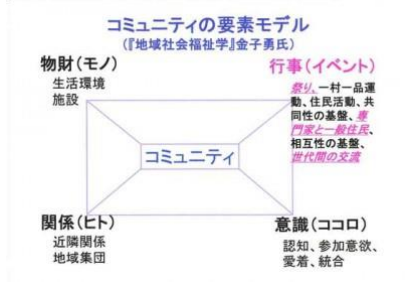 コミュニティの要素モデル
(『地域社会福祉学』金子勇氏)
物財(モノ)
生活環境
施設
行事(イベント)
祭り、一村一品運
動、住民活動、共
同性の基盤、専
門家と一般住民、
相互性の基盤、
世代間の交流
コミュニティ
関係(ヒト)
近隣関係
地域集団
意識(ココロ)
認知、参加意欲、
愛着、統合